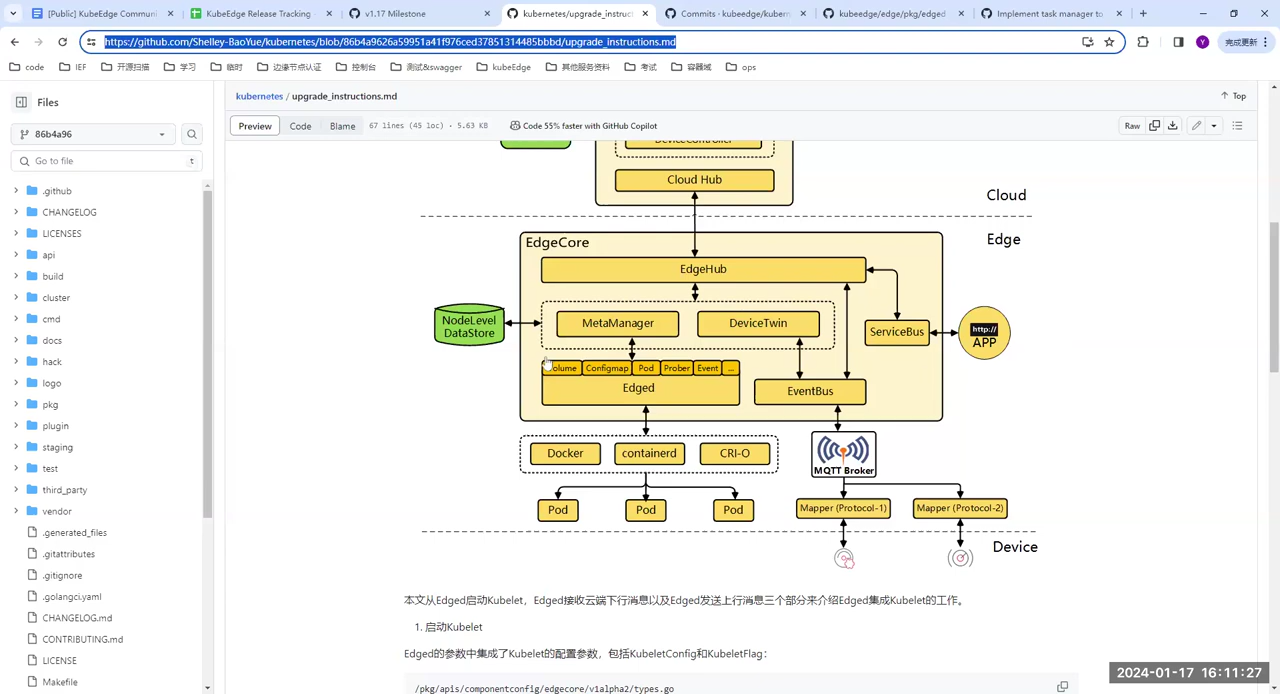 [Public] KubeEdge Communi
KubeEdge Release Tracking
v1.17 Milestone
kubernetes/upgrade_instruct
Commits · kubeedge/kubern
kubeedge/edge/pkg/edged
Implement task manager to
https://github.com/Shelley-BaoYue/kubernetes/blob/86b4a9626a59951a41f976ced37851314485bbbd/upgrade_instructions.md
Y
完成更新
code
IEF
开源扫描
学习
临时
边缘节点认证
控制台
测试&swagger
kubeEdge
其他服务资料
考试
容器域
ops
Files
kubernetes / upgrade_instructions.md
Top
86b4a96
Preview
Code
Blame
67 lines (45 loc) · 5.63 KB
Code 55% faster with GitHub Copilot
Raw
Go to file
t
.github
CHANGELOG
LICENSES
api
build
cluster
cmd
docs
hack
logo
pkg
plugin
staging
test
third_party
vendor
.generated_files
.gitattributes
.gitignore
.golangci.yaml
CHANGELOG.md
CONTRIBUTING.md
LICENSE
Makefile
DeviceController
Cloud Hub
Cloud
Edge
EdgeCore
EdgeHub
NodeLevel
DataStore
MetaManager
DeviceTwin
ServiceBus
http://
APP
Volume
Configmap
Pod
Prober
Event
...
Edged
EventBus
Docker
containerd
CRI-O
MQTT Broker
Pod
Pod
Pod
Mapper (Protocol-1)
Mapper (Protocol-2)
Device
本文从Edged启动Kubelet，Edged接收云端下行消息以及Edged发送上行消息三个部分来介绍Edged集成Kubelet的工作。
1. 启动Kubelet
Edged的参数中集成了Kubelet的配置参数，包括KubeletConfig和KubeletFlag：
/pkg/apis/componentconfig/edgecore/v1alpha2/types.go
2024-01-17 16:11:27